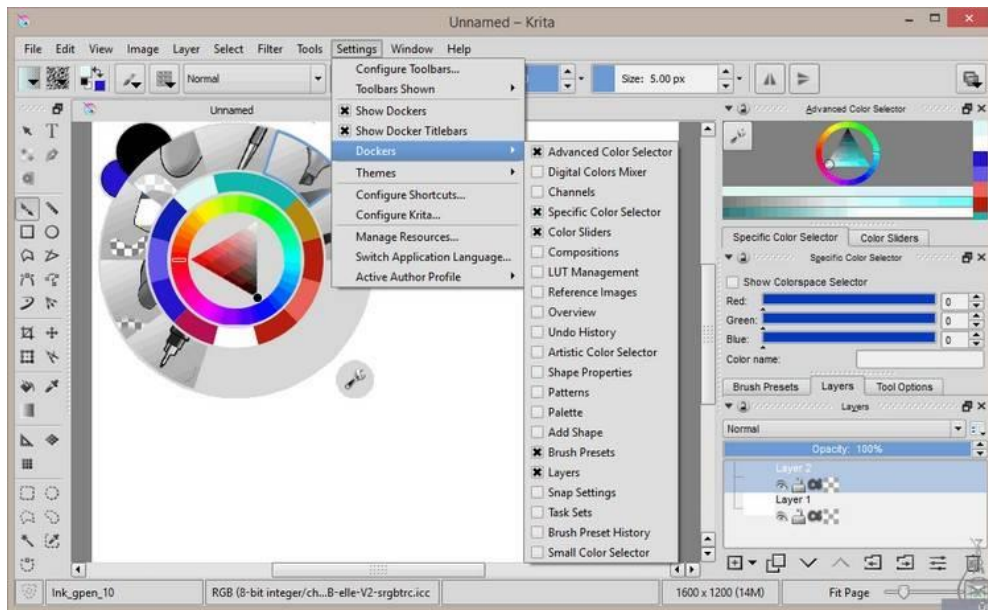 Unnamed – Krita
File Edit View Image Layer Select Filter Tools Settings Window Help
Normal
Size: 5.00 px
Unnamed
Configure Toolbars...
Toolbars Shown
Show Dockers
Show Docker Titlebars
Dockers
Themes
Configure Shortcuts...
Configure Krita...
Manage Resources...
Switch Application Language...
Active Author Profile
Advanced Color Selector
Digital Colors Mixer
Channels
Specific Color Selector
Color Sliders
Compositions
LUT Management
Reference Images
Overview
Undo History
Artistic Color Selector
Shape Properties
Patterns
Palette
Add Shape
Brush Presets
Layers
Snap Settings
Task Sets
Brush Preset History
Small Color Selector
Advanced Color Selector
Specific Color Selector Color Sliders
Specific Color Selector
Show Colorspace Selector
Red: 0
Green: 0
Blue: 0
Color name:
Brush Presets Layers Tool Options
Layers
Normal
Opacity: 100%
Layer 2
Layer 1
Ink_gpen_10 RGB (8-bit integer/ch...B-elle-V2-srgbtrc.icc 1600 x 1200 (14M) Fit Page